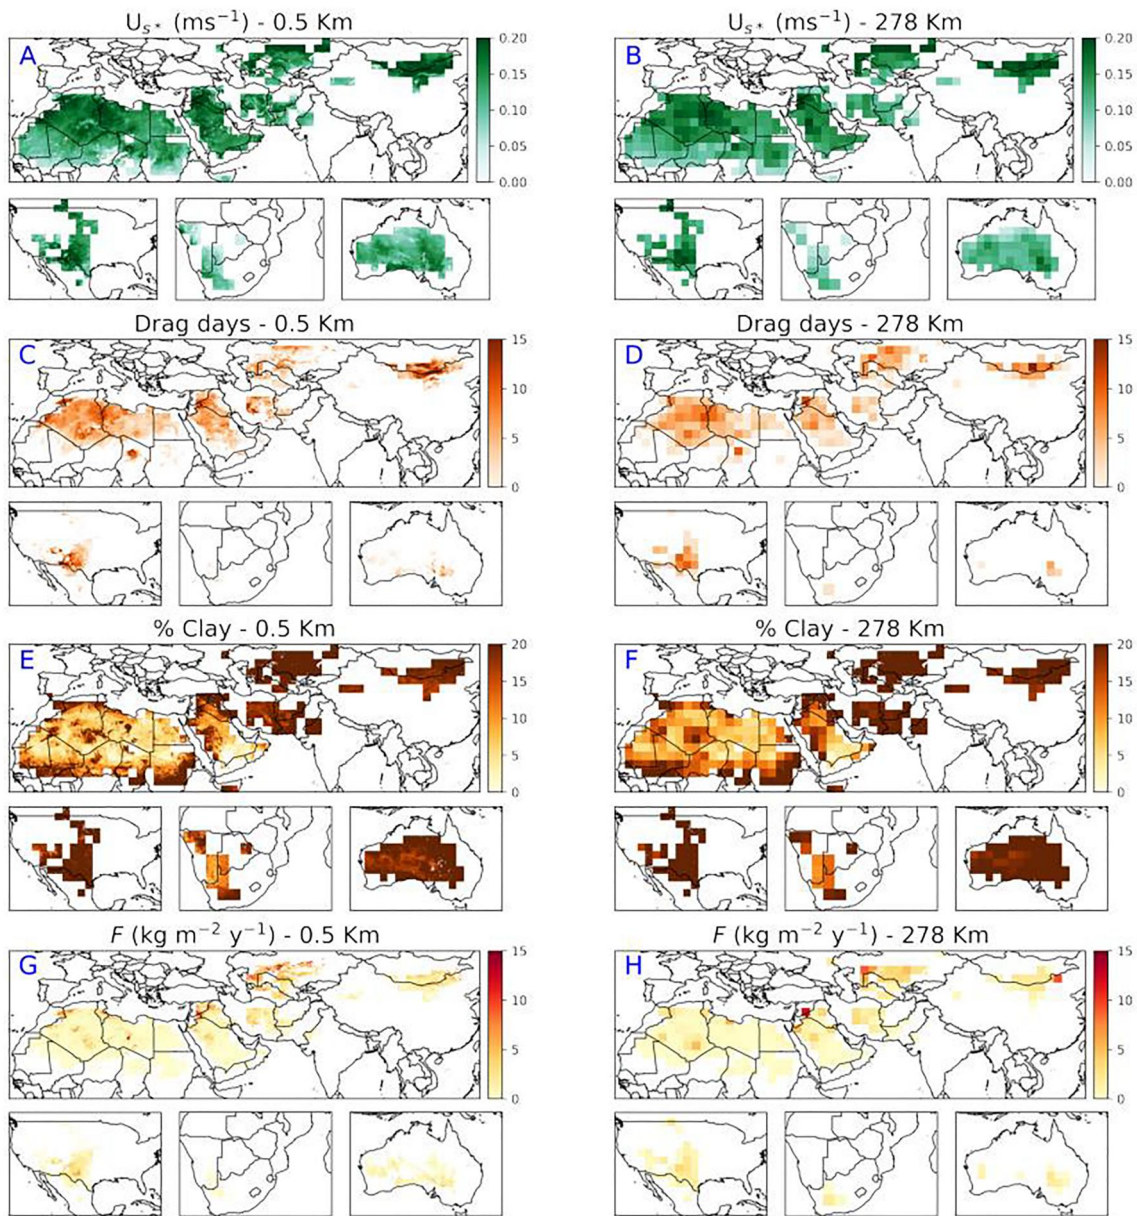 U_{s*} (ms⁻¹) - 0.5 Km
A
0.20
0.15
0.10
0.05
0.00
U_{s*} (ms⁻¹) - 278 Km
B
0.20
0.15
0.10
0.05
0.00
Drag days - 0.5 Km
C
15
10
5
0
Drag days - 278 Km
D
15
10
5
0
% Clay - 0.5 Km
E
20
15
10
5
0
% Clay - 278 Km
F
20
15
10
5
0
F (kg m⁻² y⁻¹) - 0.5 Km
G
15
10
5
0
F (kg m⁻² y⁻¹) - 278 Km
H
15
10
5
0